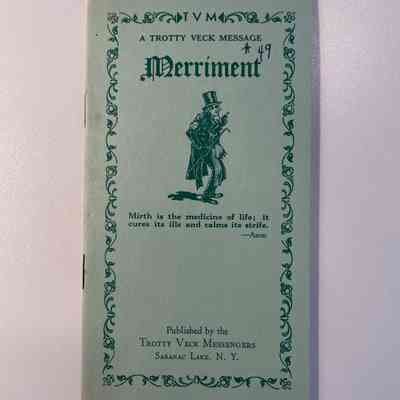 TVM
A TROTTY VECK MESSAGE
# 49
Merriment
Mirth is the medicine of life; it
cures its ills and calms its strife.
—Anon
Published by the
TROTTY VECK MESSENGERS
SARANAC LAKE, N. Y.